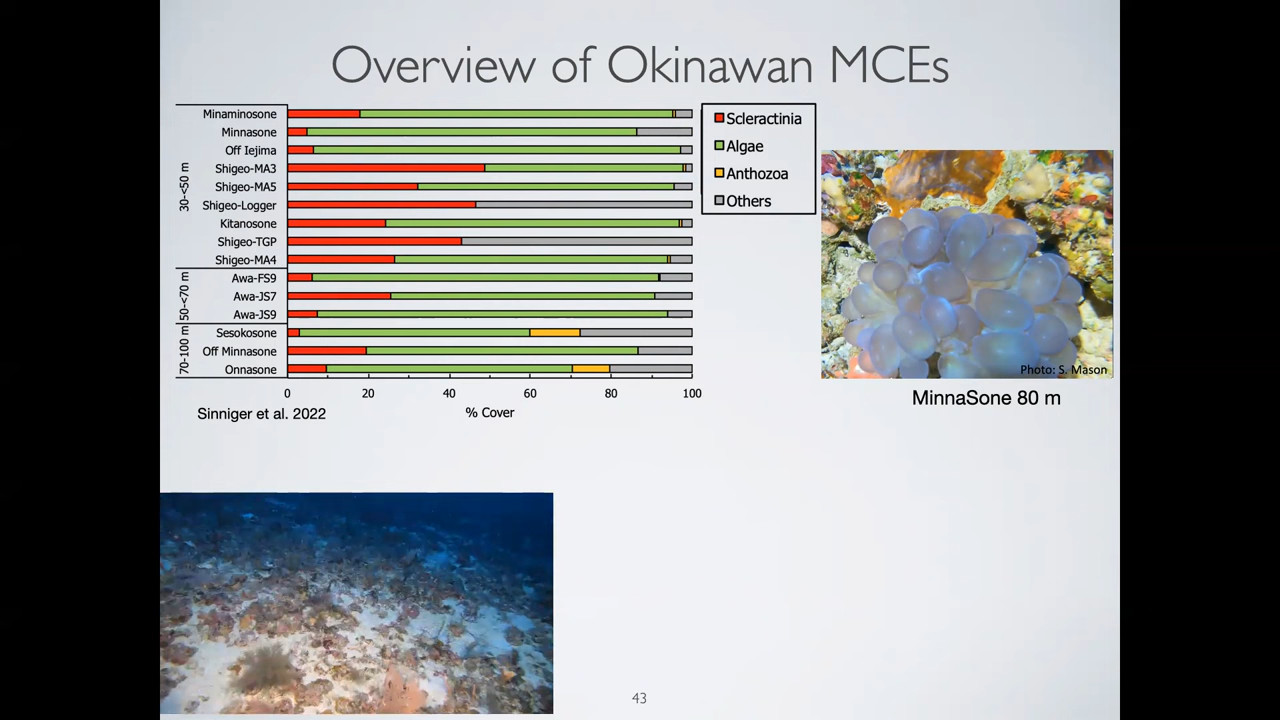 Overview of Okinawan MCEs
30-<50 m
Minaminosone
Minnasone
Off Iejima
Shigeo-MA3
Shigeo-MA5
Shigeo-Logger
Kitanosone
Shigeo-TGP
Shigeo-MA4
50-<70 m
Awa-FS9
Awa-JS7
Awa-JS9
70-100 m
Sesokosone
Off Minnasone
Onnasone
0 20 40 60 80 100
% Cover
Sinniger et al. 2022
Scleractinia
Algae
Anthozoa
Others
Photo: S. Mason
MinnaSone 80 m
43